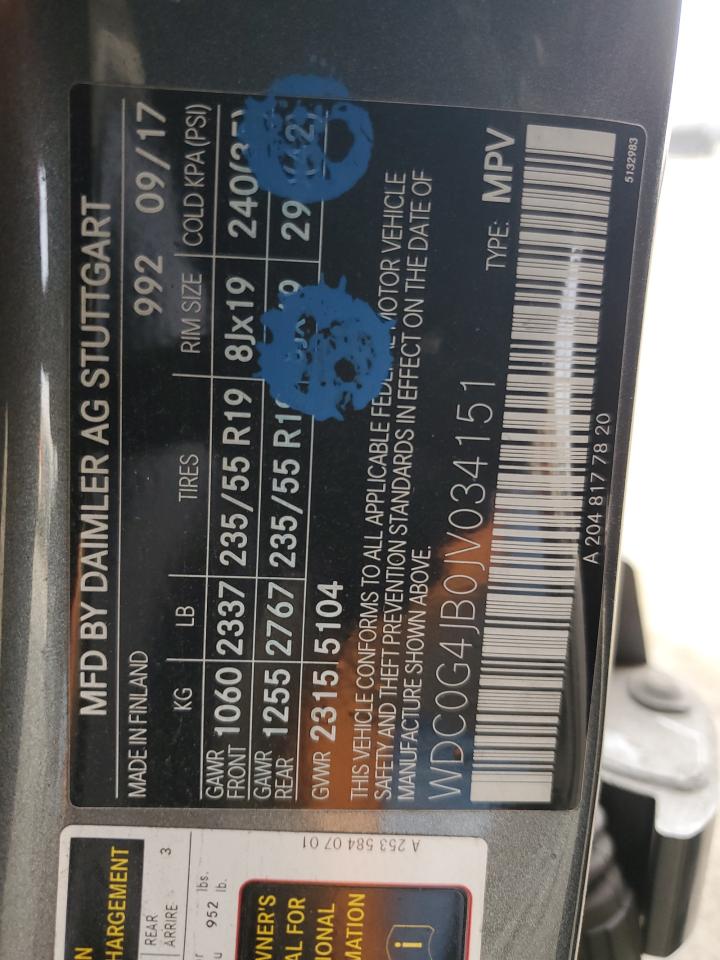 MFD BY DAIMLER AG STUTTGART
MADE IN FINLAND 992 09/17
KG LB TIRES RIM SIZE COLD KPA (PSI)
GAWR FRONT 1060 2337 235/55 R19 8Jx19
GAWR REAR 1255 2767 235/55
GVWR 2315 5104
THIS VEHICLE CONFORMS TO ALL APPLICABLE FEDERAL MOTOR VEHICLE
SAFETY AND THEFT PREVENTION STANDARDS IN EFFECT ON THE DATE OF
MANUFACTURE SHOWN ABOVE.
WDC0G4JB0JV034151 TYPE: MPV
A 204 817 78 20
5132983
A 253 584 07 01
REAR
ARRIERE 3
lbs.
952 lb.
i